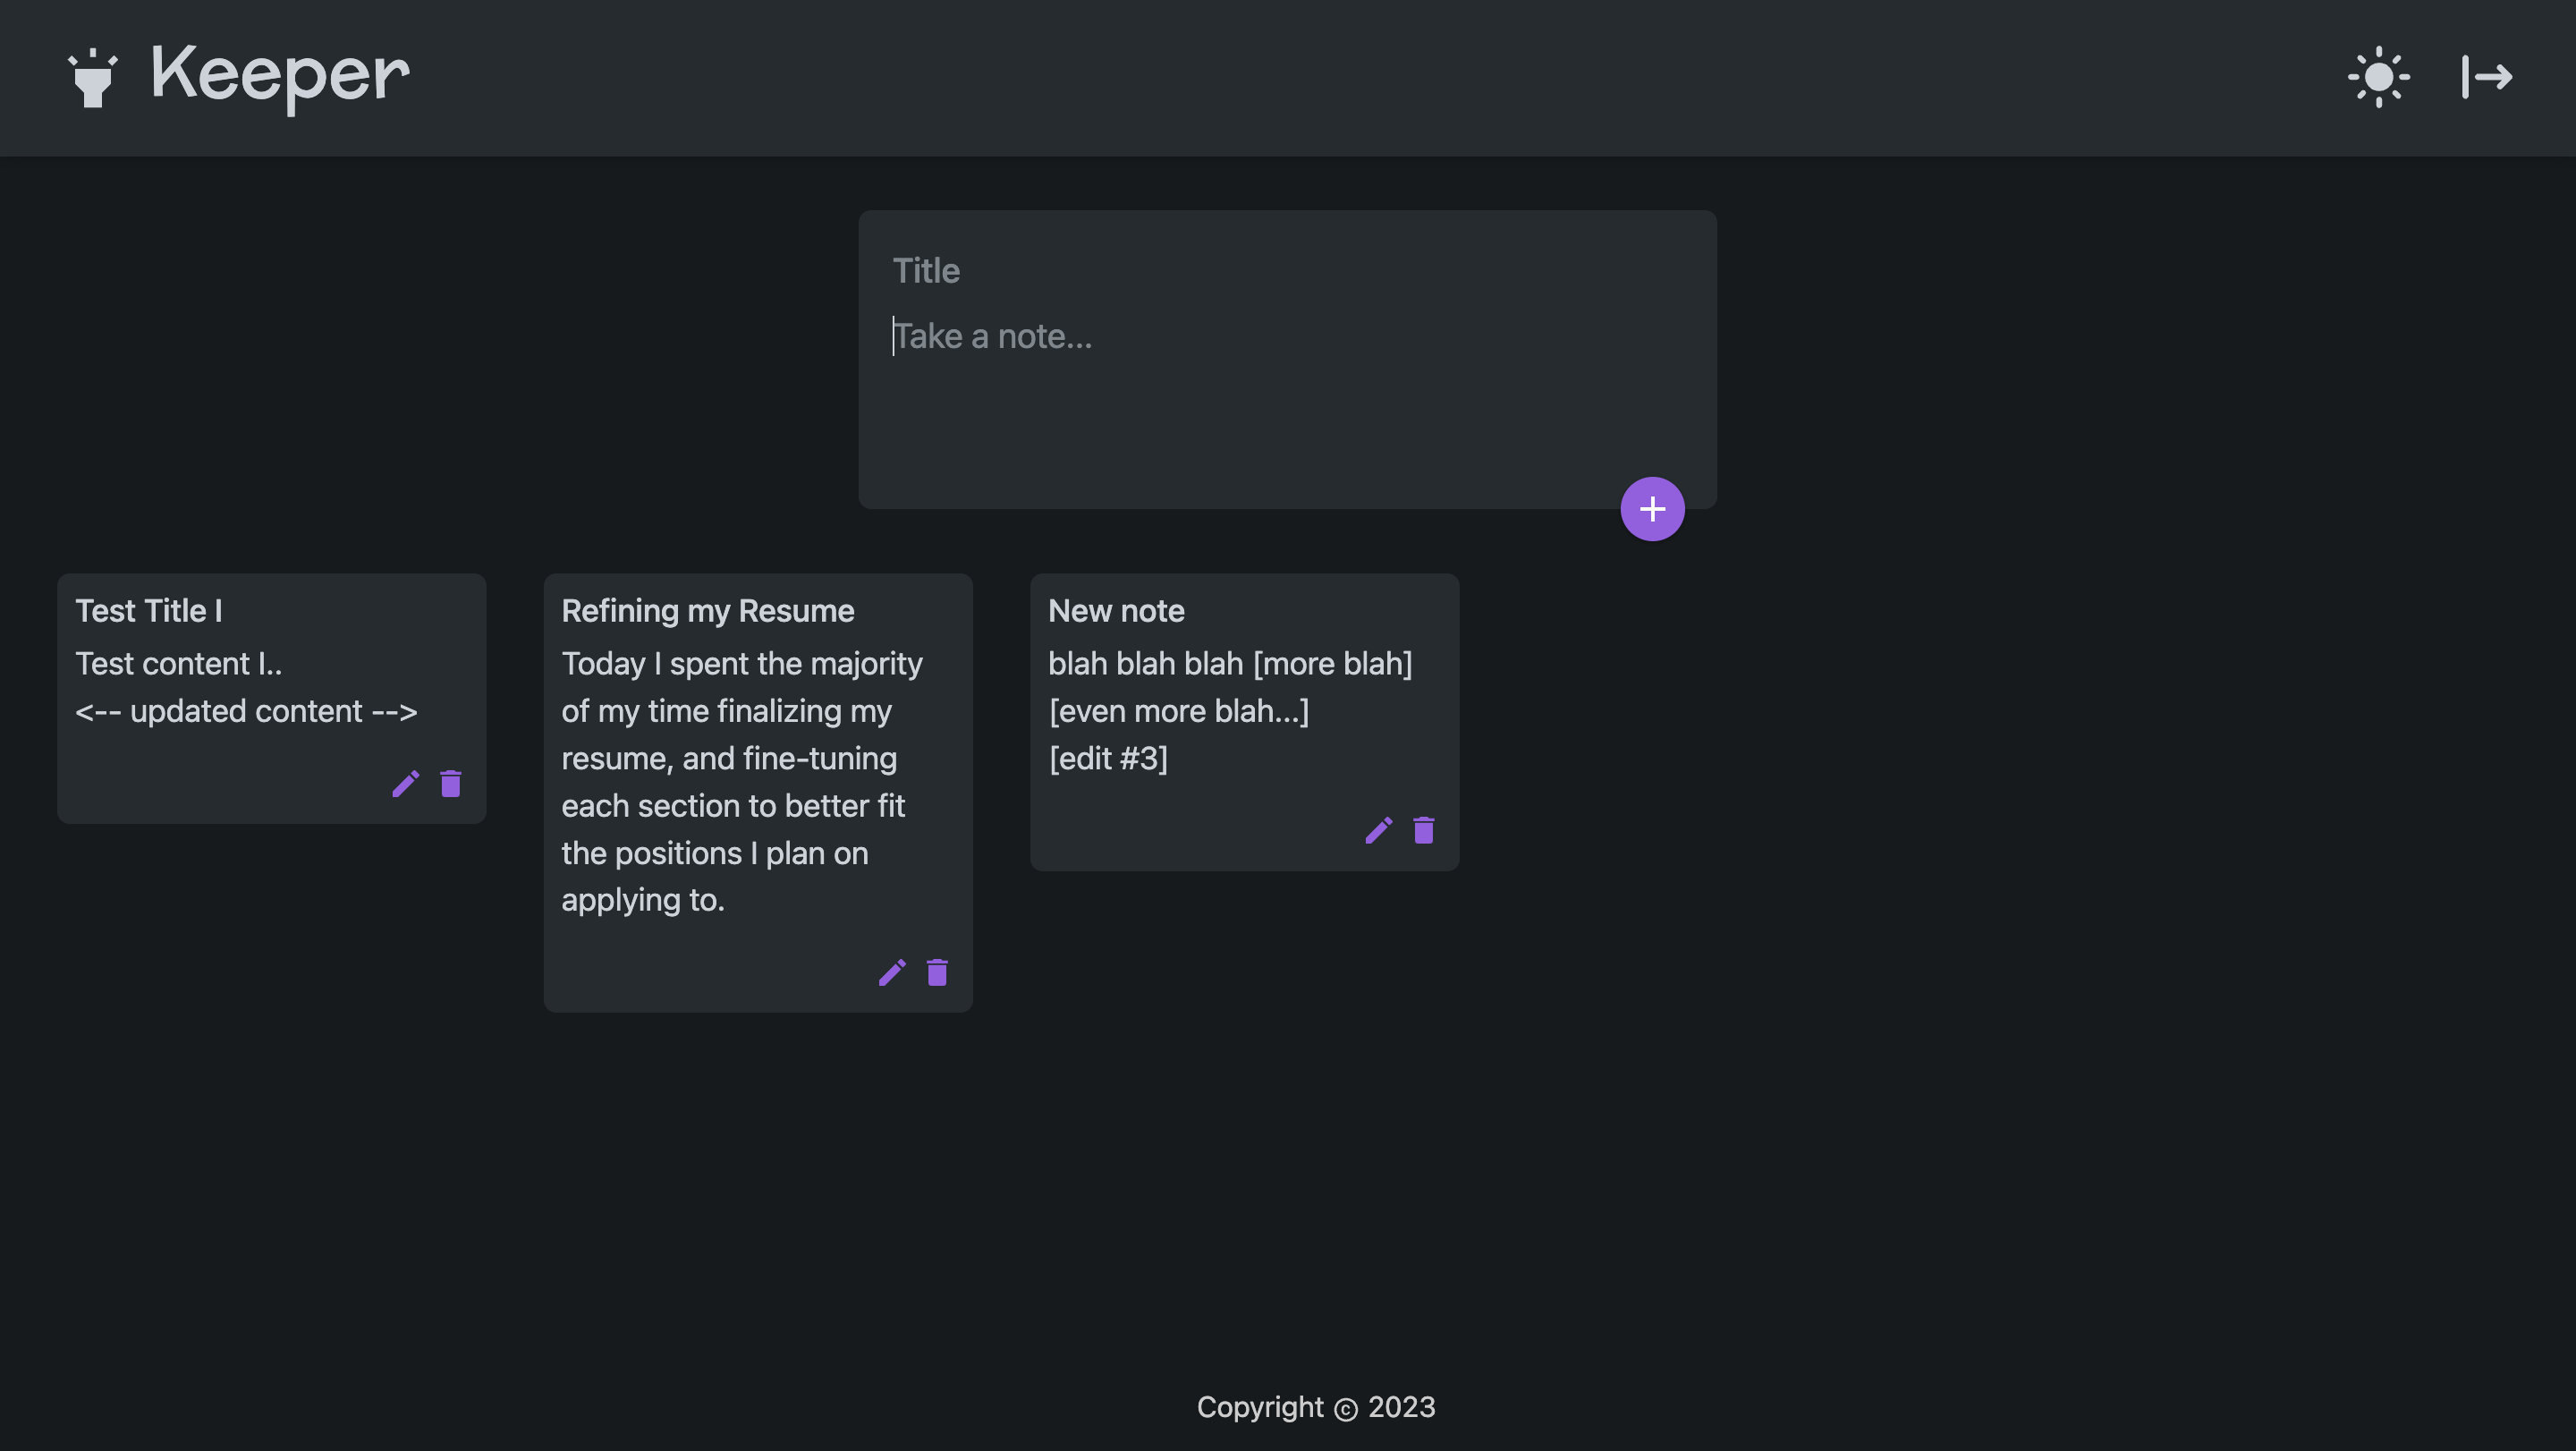 Keeper
Title
Take a note...
Test Title I
Test content I..
<-- updated content -->
Refining my Resume
Today I spent the majority
of my time finalizing my
resume, and fine-tuning
each section to better fit
the positions I plan on
applying to.
New note
blah blah blah [more blah]
[even more blah...]
[edit #3]
Copyright © 2023